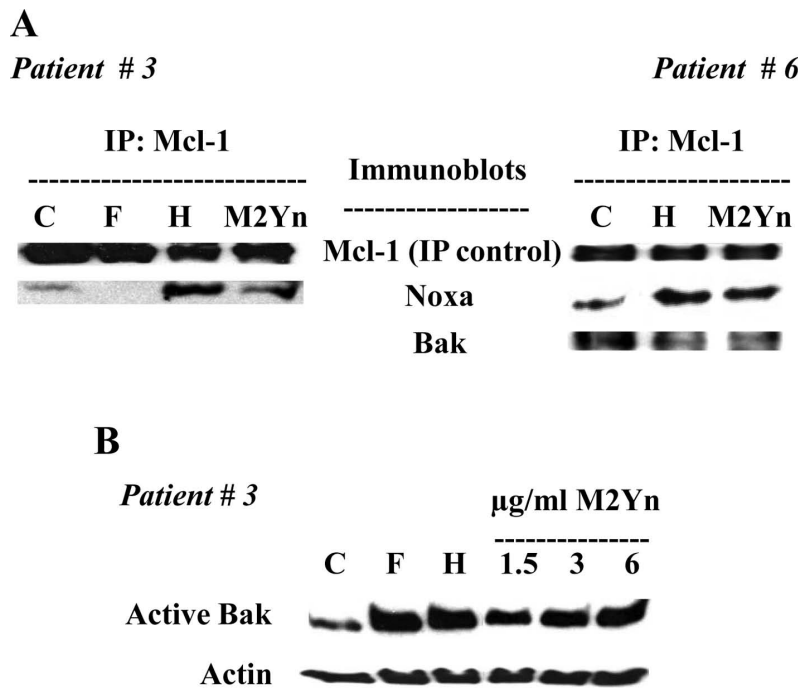 A
Patient # 3
Patient # 6
IP: Mcl-1
IP: Mcl-1
Immunoblots
C F H M2Yn
C H M2Yn
Mcl-1 (IP control)
Noxa
Bak
B
Patient # 3
µg/ml M2Yn
C F H 1.5 3 6
Active Bak
Actin